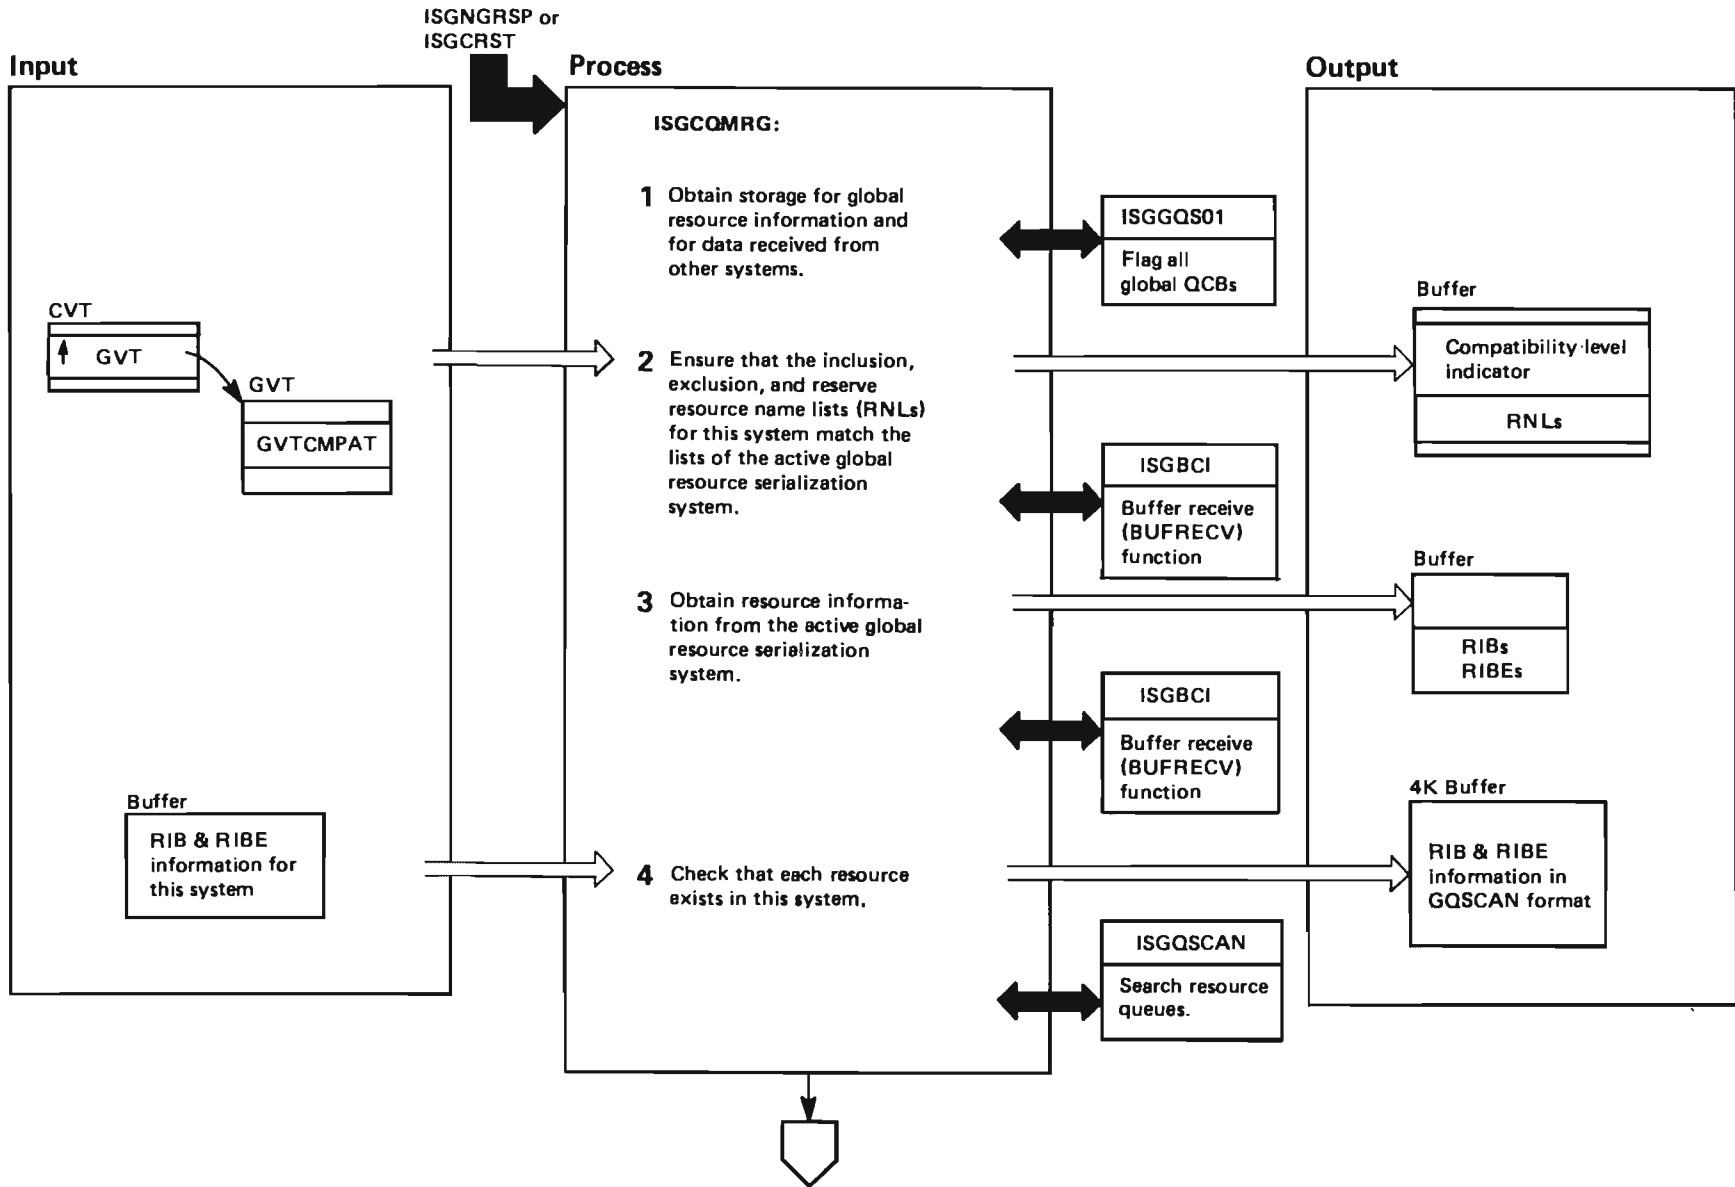 ISGNGRSP or
ISGCRST
Input
Process
Output
ISGCQMRG:
1 Obtain storage for global
resource information and
for data received from
other systems.
ISGGQS01
Flag all
global QCBs
CVT
GVT
GVT
GVTCMPAT
2 Ensure that the inclusion,
exclusion, and reserve
resource name lists (RNLs)
for this system match the
lists of the active global
resource serialization
system.
Buffer
Compatibility-level
indicator
RNLs
ISGBCI
Buffer receive
(BUFRECV)
function
3 Obtain resource informa-
tion from the active global
resource serialization
system.
Buffer
RIBs
RIBEs
ISGBCI
Buffer receive
(BUFRECV)
function
Buffer
RIB & RIBE
information for
this system
4 Check that each resource
exists in this system.
4K Buffer
RIB & RIBE
information in
GQSCAN format
ISGQSCAN
Search resource
queues.